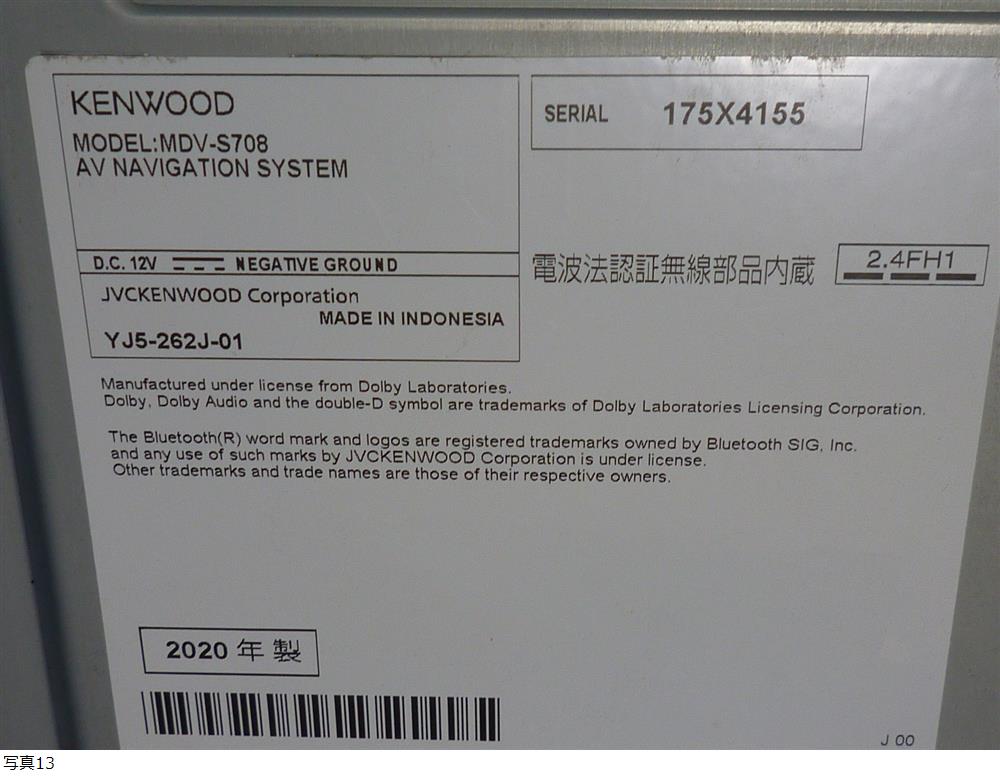 KENWOOD
MODEL:MDV-S708
AV NAVIGATION SYSTEM
SERIAL 175X4155
D.C. 12V NEGATIVE GROUND
JVCKENWOOD Corporation
MADE IN INDONESIA
YJ5-262J-01
電波法認証無線部品内蔵 2.4FH1
Manufactured under license from Dolby Laboratories.
Dolby, Dolby Audio and the double-D symbol are trademarks of Dolby Laboratories Licensing Corporation.
The Bluetooth(R) word mark and logos are registered trademarks owned by Bluetooth SIG, Inc.
and any use of such marks by JVCKENWOOD Corporation is under license.
Other trademarks and trade names are those of their respective owners.
2020 年 製
J 00
写真13